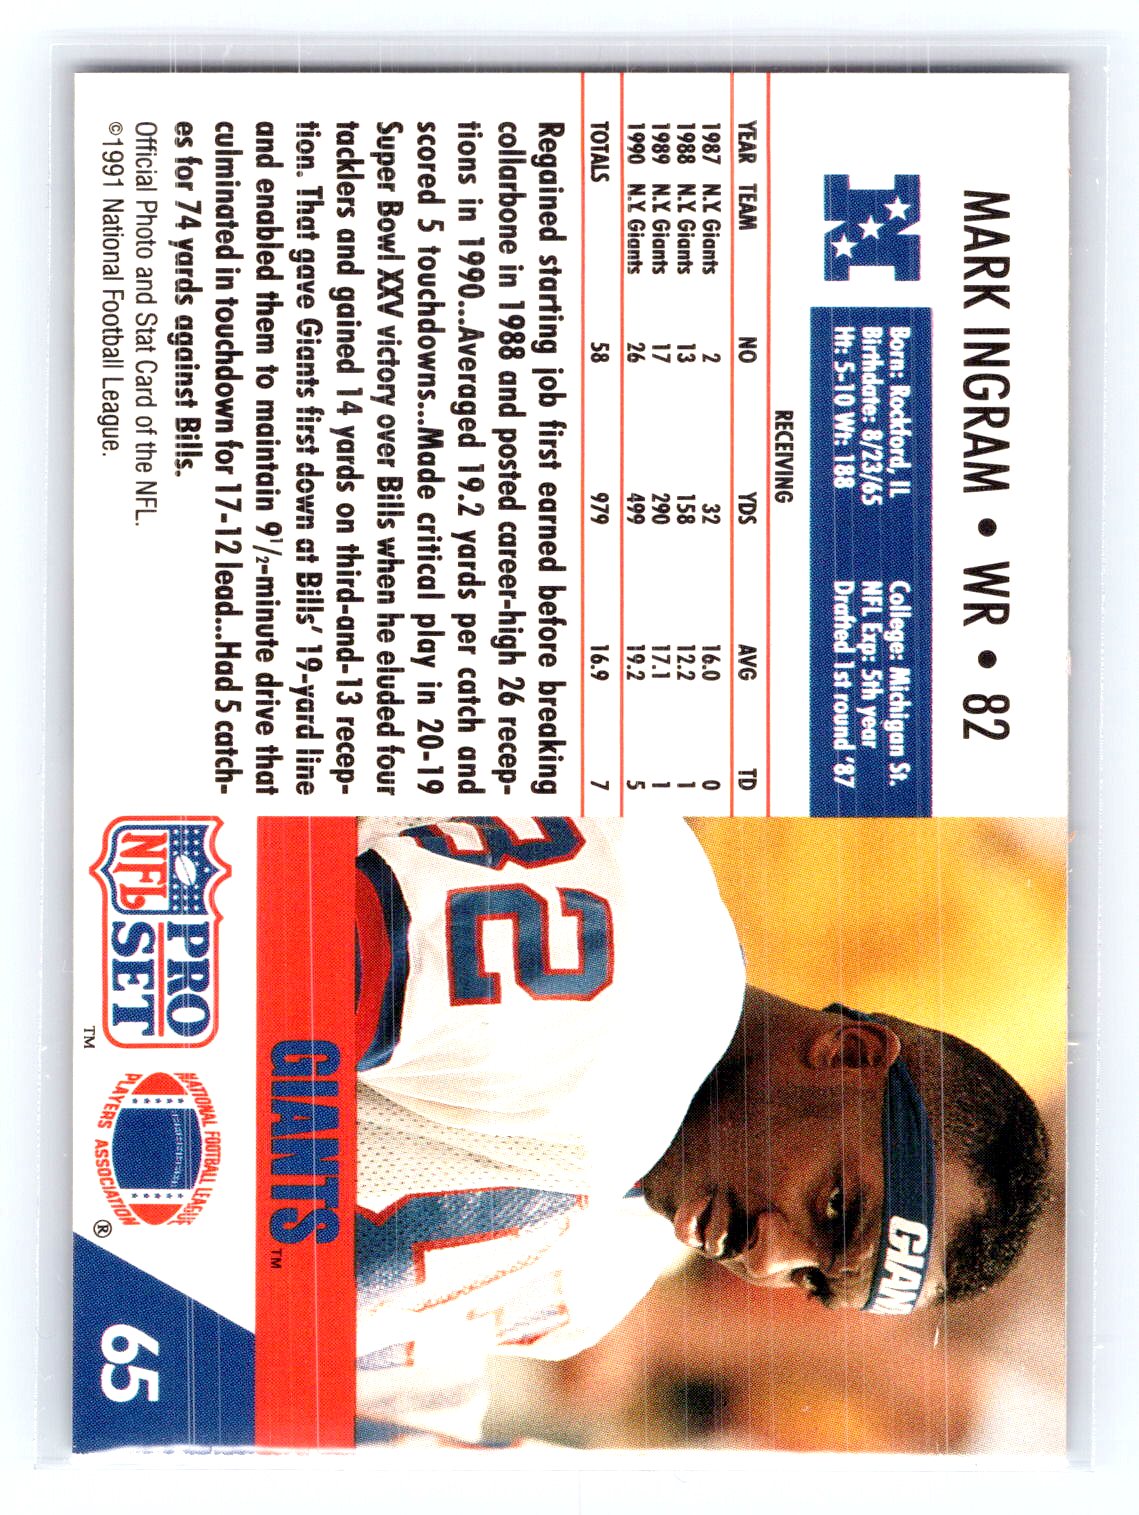 MARK INGRAM • WR • 82
Born: Rockford, IL College: Michigan St.
Birthdate: 8/23/65 NFL Exp: 5th year
Ht: 5-10 Wt: 188 Drafted 1st round '87
RECEIVING
YEAR TEAM NO YDS AVG TD
1987 N.Y. Giants 2 32 16.0 0
1988 N.Y. Giants 13 158 12.2 1
1989 N.Y. Giants 17 290 17.1 1
1990 N.Y. Giants 26 499 19.2 5
TOTALS 58 979 16.9 7
Regained starting job first earned before breaking
collarbone in 1988 and posted career-high 26 recep-
tions in 1990...Averaged 19.2 yards per catch and
scored 5 touchdowns...Made critical play in 20-19
Super Bowl XXV victory over Bills when he eluded four
tacklers and gained 14 yards on third-and-13 recep-
tion. That gave Giants first down at Bills' 19-yard line
and enabled them to maintain 9½-minute drive that
culminated in touchdown for 17-12 lead...Had 5 catch-
es for 74 yards against Bills.
Official Photo and Stat Card of the NFL.
©1991 National Football League.
GIAN
82
GIANTS™
NFL PRO SET™
NATIONAL FOOTBALL LEAGUE
PLAYERS ASSOCIATION®
65